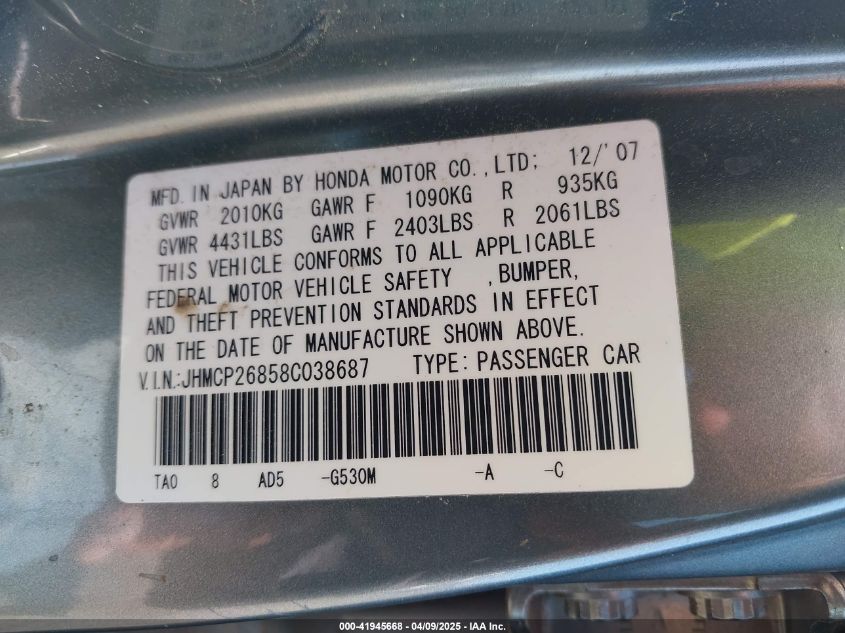 MFD. IN JAPAN BY HONDA MOTOR CO.,LTD; 12/'07
GVWR 2010KG GAWR F 1090KG R 935KG
GVWR 4431LBS GAWR F 2403LBS R 2061LBS
THIS VEHICLE CONFORMS TO ALL APPLICABLE
FEDERAL MOTOR VEHICLE SAFETY ,BUMPER,
AND THEFT PREVENTION STANDARDS IN EFFECT
ON THE DATE OF MANUFACTURE SHOWN ABOVE.
V.I.N.:JHMCP26858C038687 TYPE: PASSENGER CAR
TA0 8 AD5 -G530M -A -C
000-41945668 - 04/09/2025 - IAA Inc.